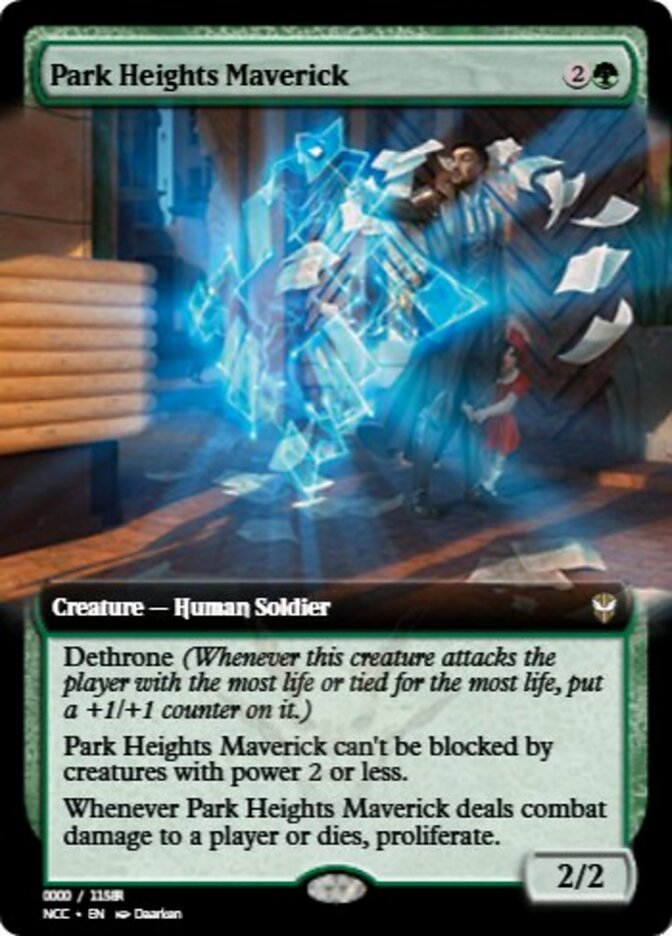 Park Heights Maverick 2
Creature — Human Soldier
Dethrone (Whenever this creature attacks the
player with the most life or tied for the most life, put
a +1/+1 counter on it.)
Park Heights Maverick can't be blocked by
creatures with power 2 or less.
Whenever Park Heights Maverick deals combat
damage to a player or dies, proliferate.
2/2
0000 / 1158R
NCC • EN Daarken